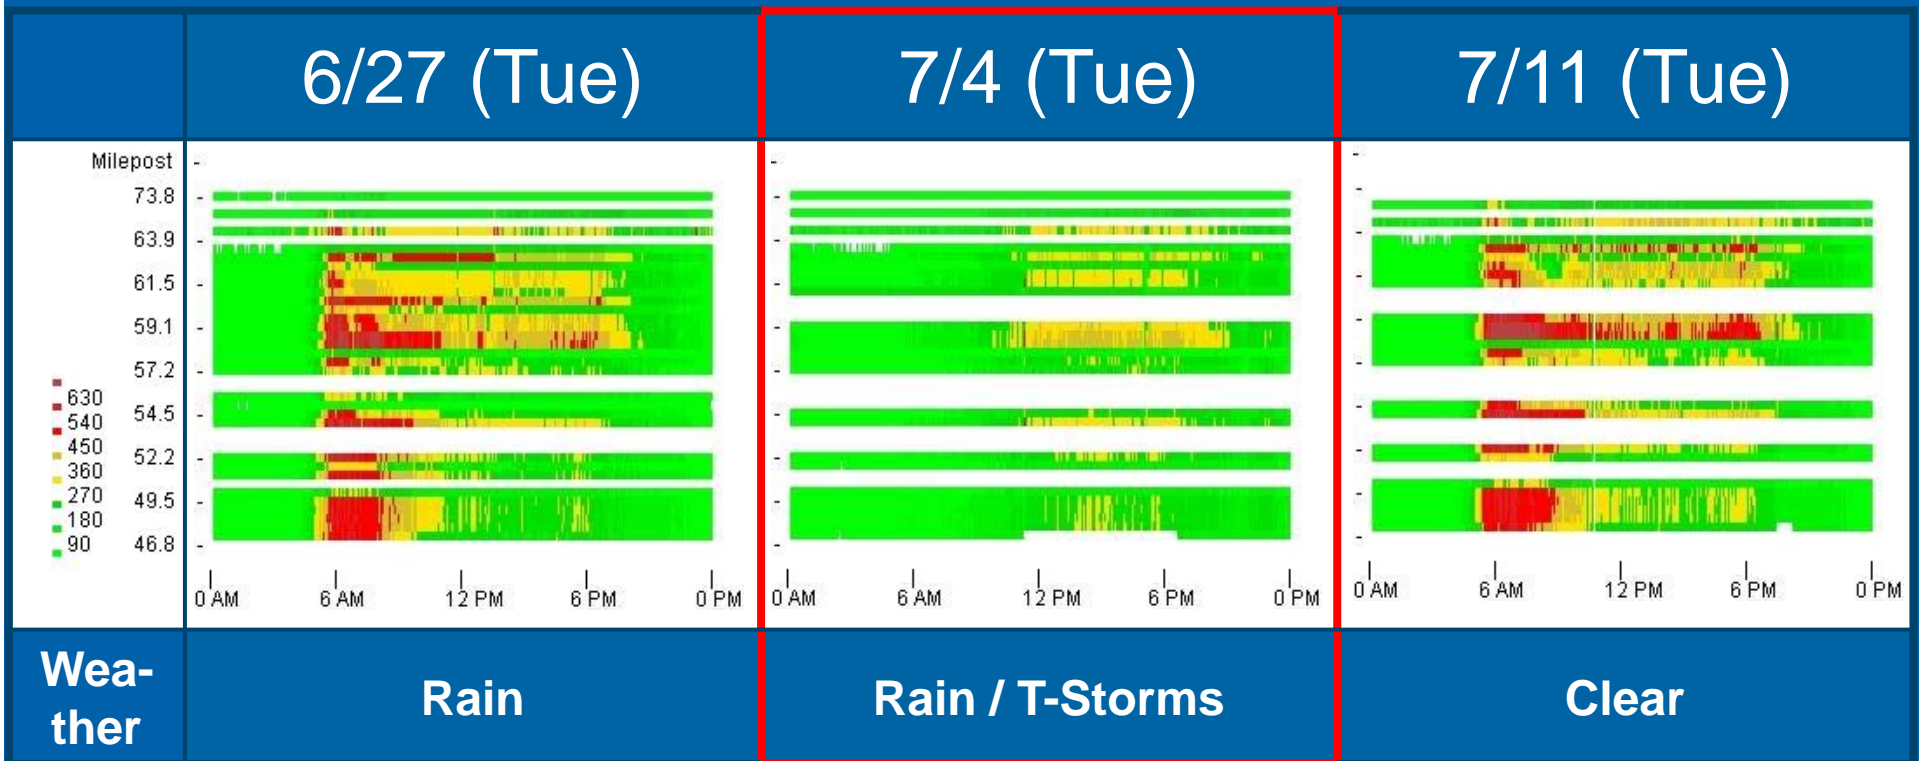 6/27 (Tue)
7/4 (Tue)
7/11 (Tue)
Milepost -
73.8 -
63.9 -
61.5 -
59.1 -
57.2 -
54.5 -
52.2 -
49.5 -
46.8 -
630
540
450
360
270
180
90
0 AM 6 AM 12 PM 6 PM 0 PM
0 AM 6 AM 12 PM 6 PM 0 PM
0 AM 6 AM 12 PM 6 PM 0 PM
Wea-
ther
Rain
Rain / T-Storms
Clear